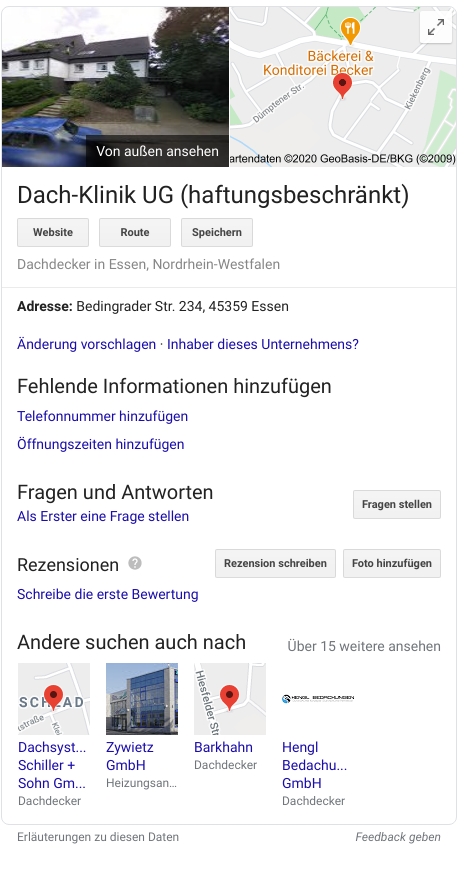 Bäckerei &
Konditorei Becker
Dümptener Str.
Kiekenberg
Von außen ansehen
artendaten ©2020 GeoBasis-DE/BKG (©2009)
Dach-Klinik UG (haftungsbeschränkt)
Website Route Speichern
Dachdecker in Essen, Nordrhein-Westfalen
Adresse: Bedingrader Str. 234, 45359 Essen
Änderung vorschlagen · Inhaber dieses Unternehmens?
Fehlende Informationen hinzufügen
Telefonnummer hinzufügen
Öffnungszeiten hinzufügen
Fragen und Antworten
Fragen stellen
Als Erster eine Frage stellen
Rezensionen ? Rezension schreiben Foto hinzufügen
Schreibe die erste Bewertung
Andere suchen auch nach Über 15 weitere ansehen
HENGL BEDACHUNGEN
Hiesfelder Str.
Dachsyst...
Schiller +
Sohn Gm...
Dachdecker
Zywietz
GmbH
Heizungsan...
Barkhahn
Dachdecker
Hengl
Bedachu...
GmbH
Dachdecker
Erläuterungen zu diesen Daten Feedback geben